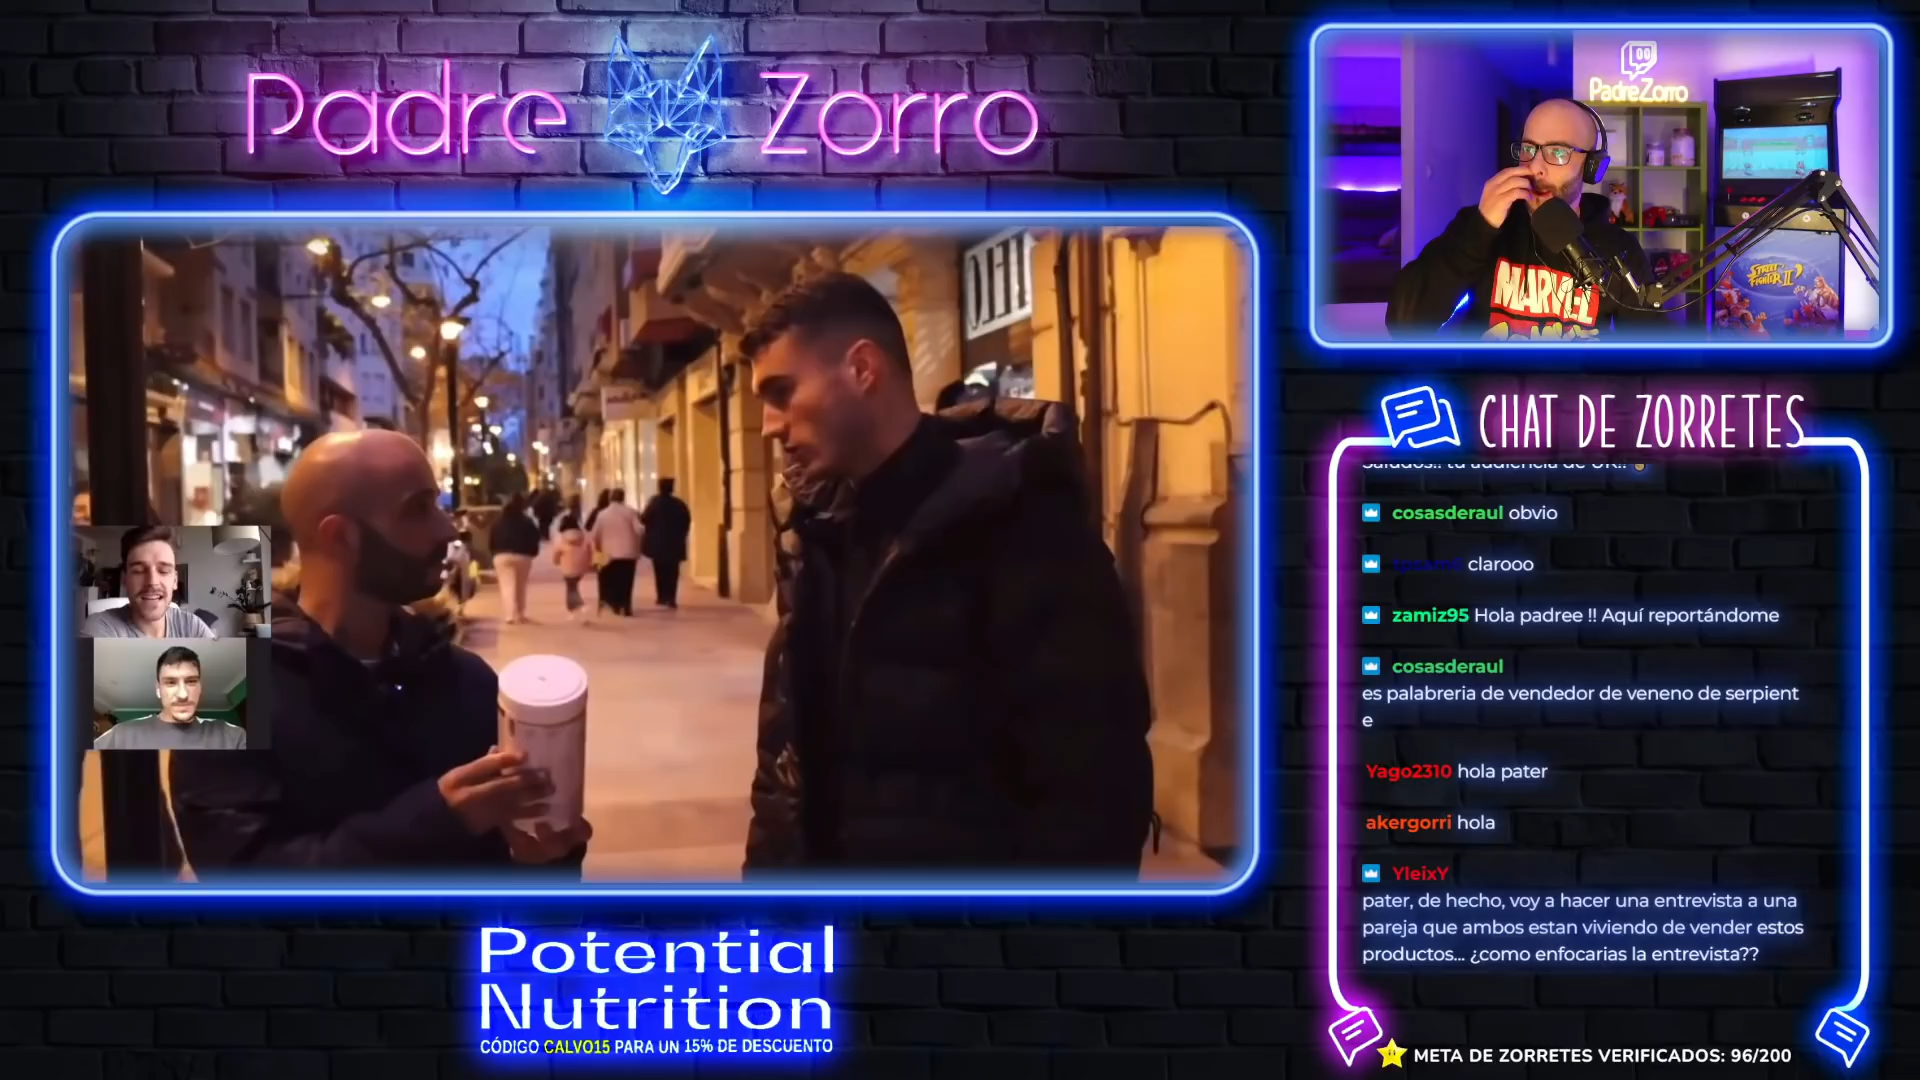 Padre Zorro
PadreZorro
MARVEL
STREET
FIGHTER II
CHAT DE ZORRETES
cosasderaul obvio
clarooo
zamiz95 Hola padree !! Aquí reportándome
cosasderaul
es palabreria de vendedor de veneno de serpient
e
Yago2310 hola pater
akergorri hola
YleixY
pater, de hecho, voy a hacer una entrevista a una
pareja que ambos estan viviendo de vender estos
productos... ¿como enfocarias la entrevista??
Potential
Nutrition
CÓDIGO CALVO15 PARA UN 15% DE DESCUENTO
META DE ZORRETES VERIFICADOS: 96/200